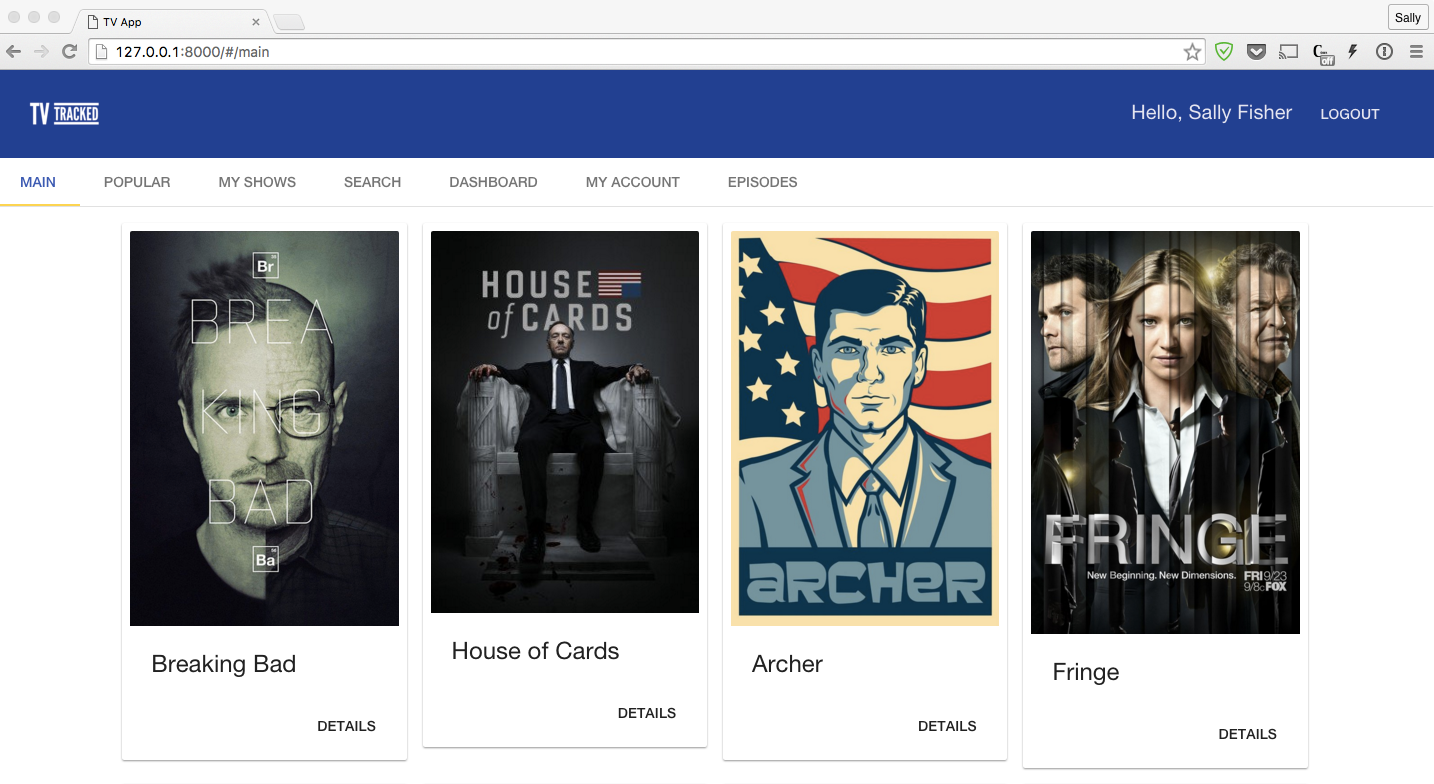 TV App
Sally
127.0.0.1:8000/#/main
off
TV TRACKED
Hello, Sally Fisher
LOGOUT
MAIN
POPULAR
MY SHOWS
SEARCH
DASHBOARD
MY ACCOUNT
EPISODES
Br
BREA
KING
BAD
Ba
Breaking Bad
DETAILS
HOUSE
of CARDS
House of Cards
DETAILS
ARCHER
Archer
DETAILS
FRINGE
New Beginning. New Dimensions.
FRI 9/23
9/8c FOX
Fringe
DETAILS